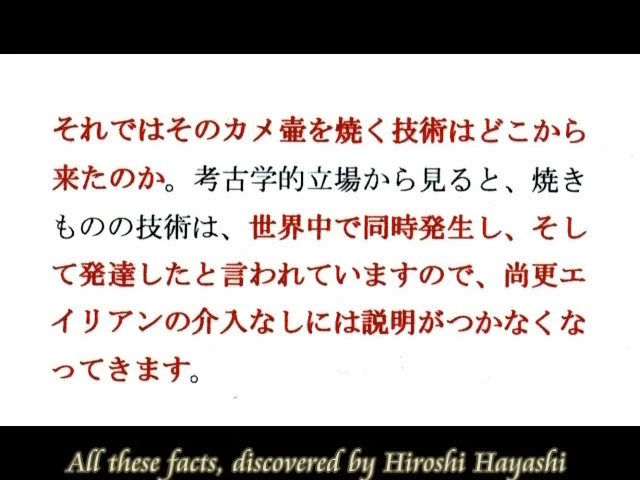 それではそのカメ壷を焼く技術はどこから
来たのか。考古学的立場から見ると、焼き
ものの技術は、世界中で同時発生し、そし
て発達したと言われていますので、尚更エ
イリアンの介入なしには説明がつかなくな
ってきます。
All these facts, discovered by Hiroshi Hayashi